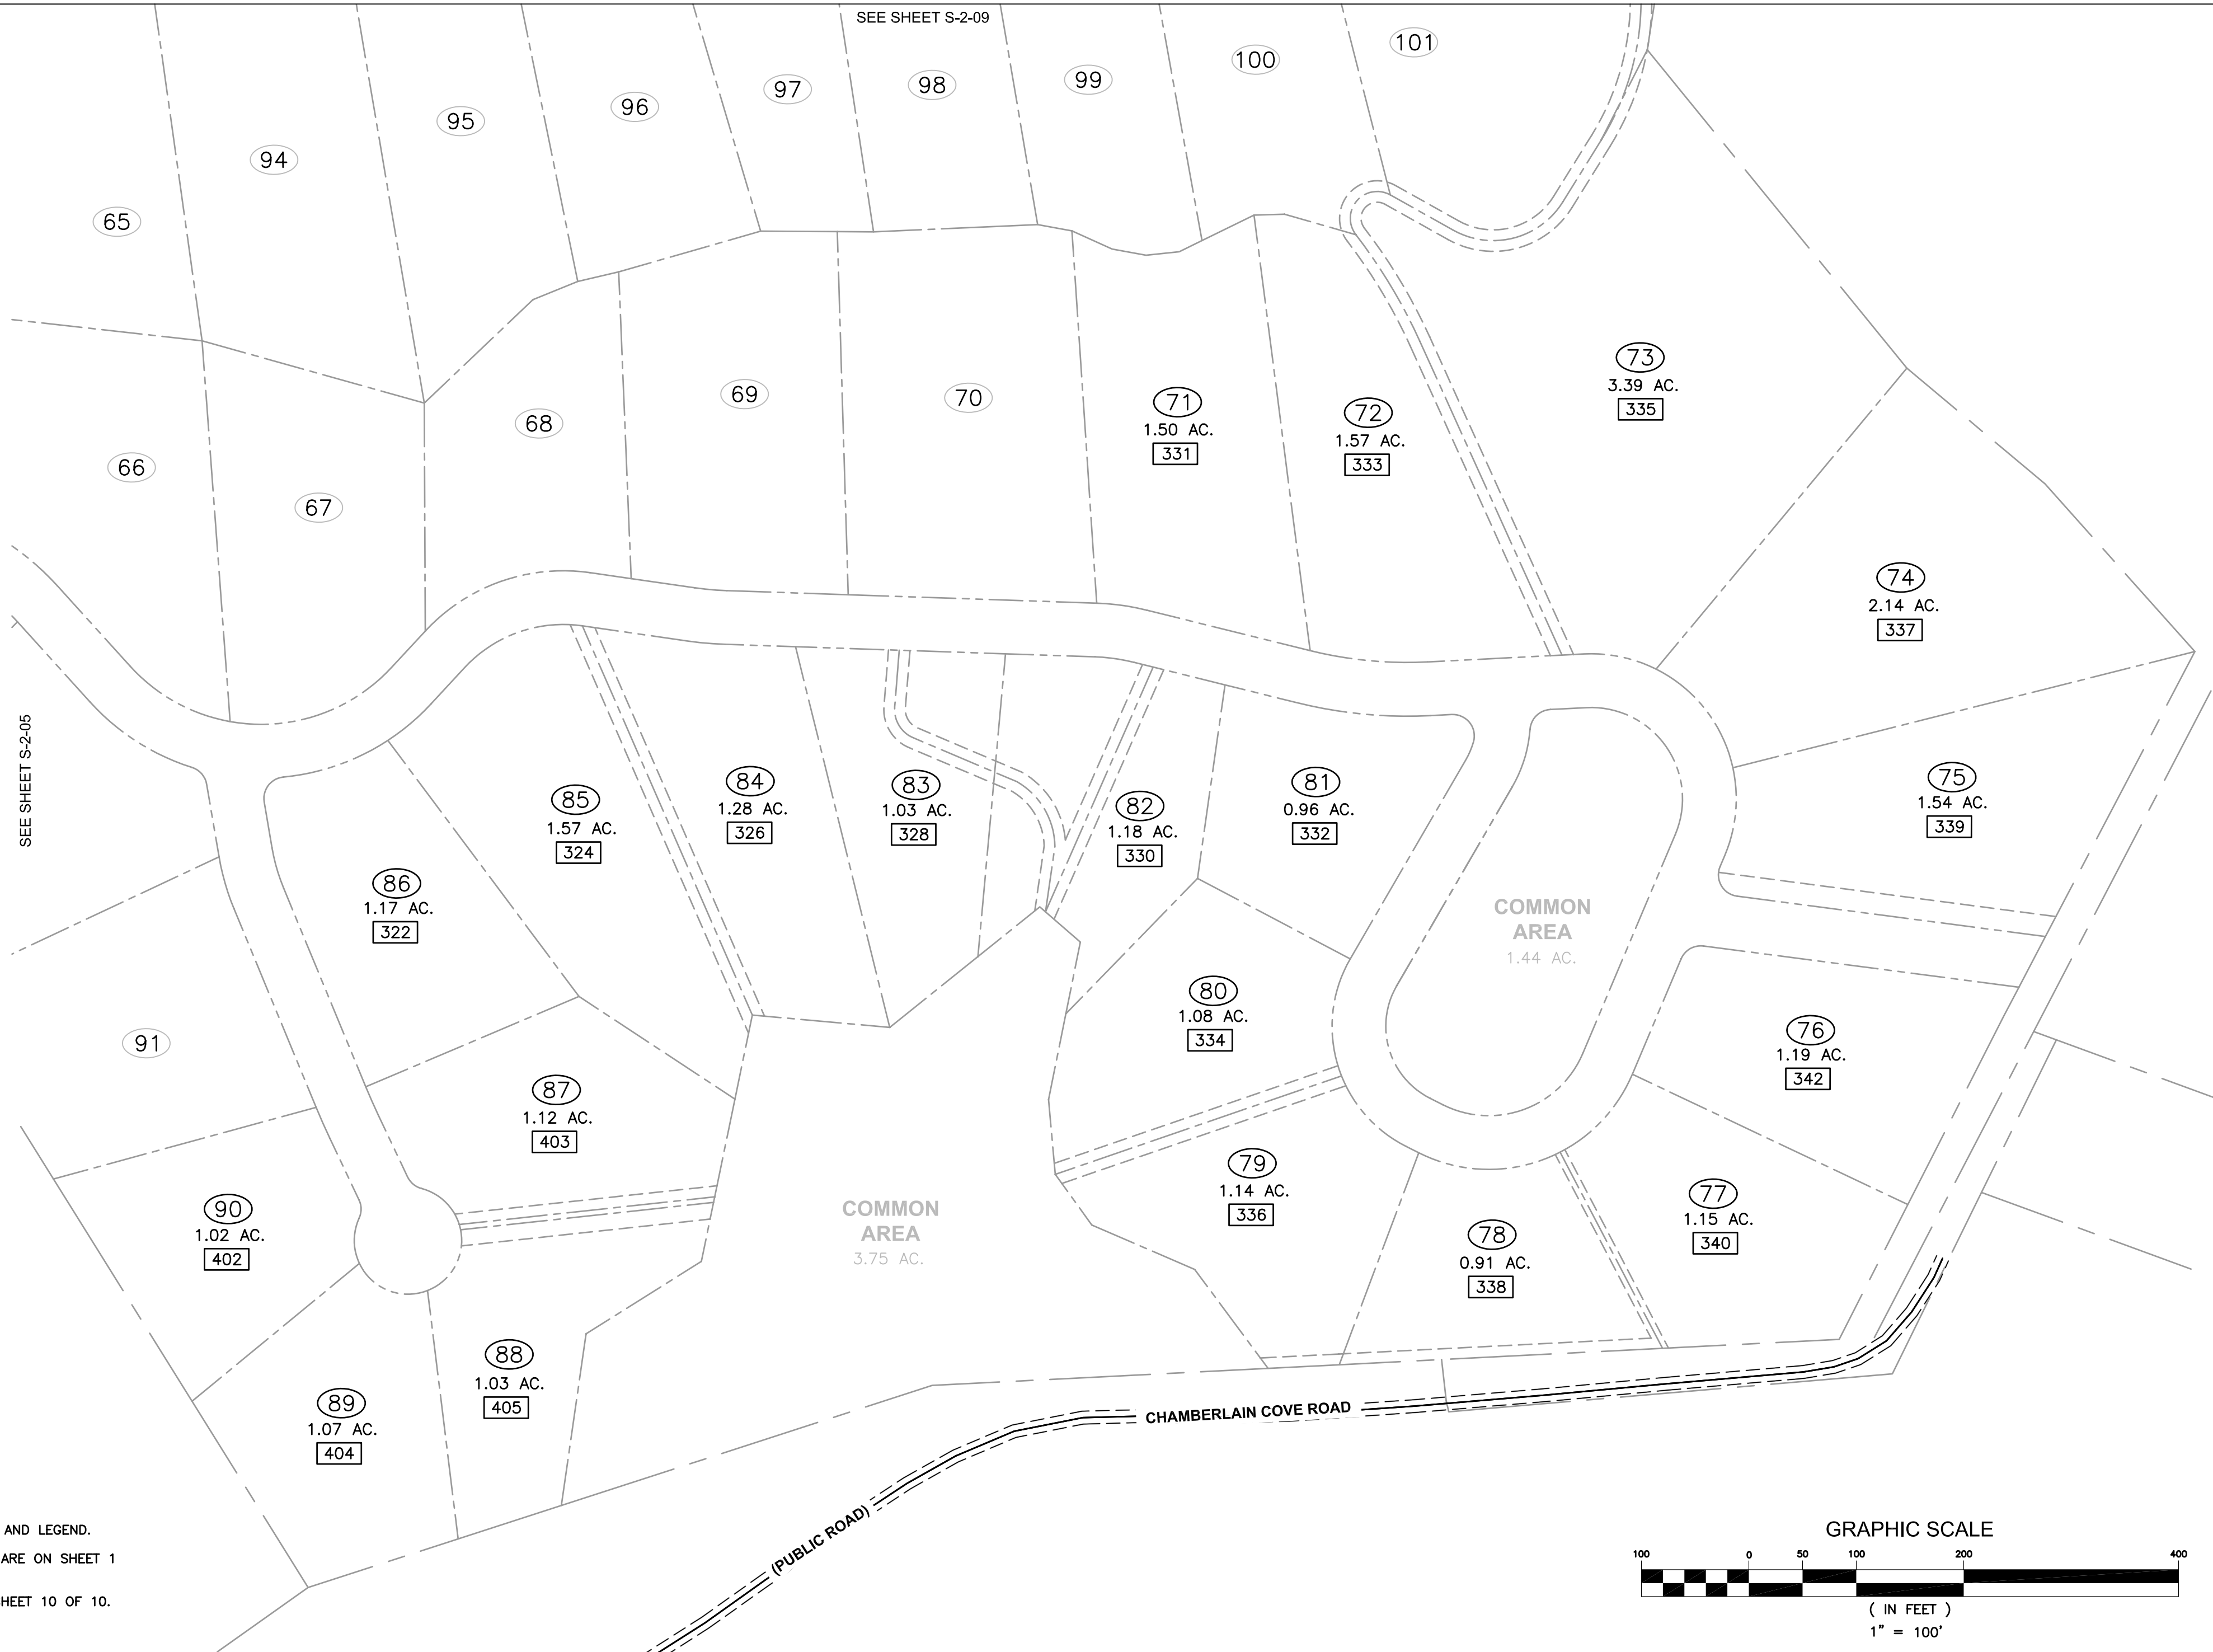 SEE SHEET S-2-09
101
100
99
98
97
96
95
94
65
66
67
68
69
70
71
1.50 AC.
331
72
1.57 AC.
333
73
3.39 AC.
335
74
2.14 AC.
337
SEE SHEET S-2-05
75
1.54 AC.
339
85
1.57 AC.
324
84
1.28 AC.
326
83
1.03 AC.
328
82
1.18 AC.
330
81
0.96 AC.
332
86
1.17 AC.
322
COMMON
AREA
1.44 AC.
80
1.08 AC.
334
76
1.19 AC.
342
91
87
1.12 AC.
403
79
1.14 AC.
336
77
1.15 AC.
340
90
1.02 AC.
402
COMMON
AREA
3.75 AC.
78
0.91 AC.
338
88
1.03 AC.
405
89
1.07 AC.
404
CHAMBERLAIN COVE ROAD
(PUBLIC ROAD)
AND LEGEND.
ARE ON SHEET 1
HEET 10 OF 10.
GRAPHIC SCALE
100 0 50 100 200 400
( IN FEET )
1" = 100'